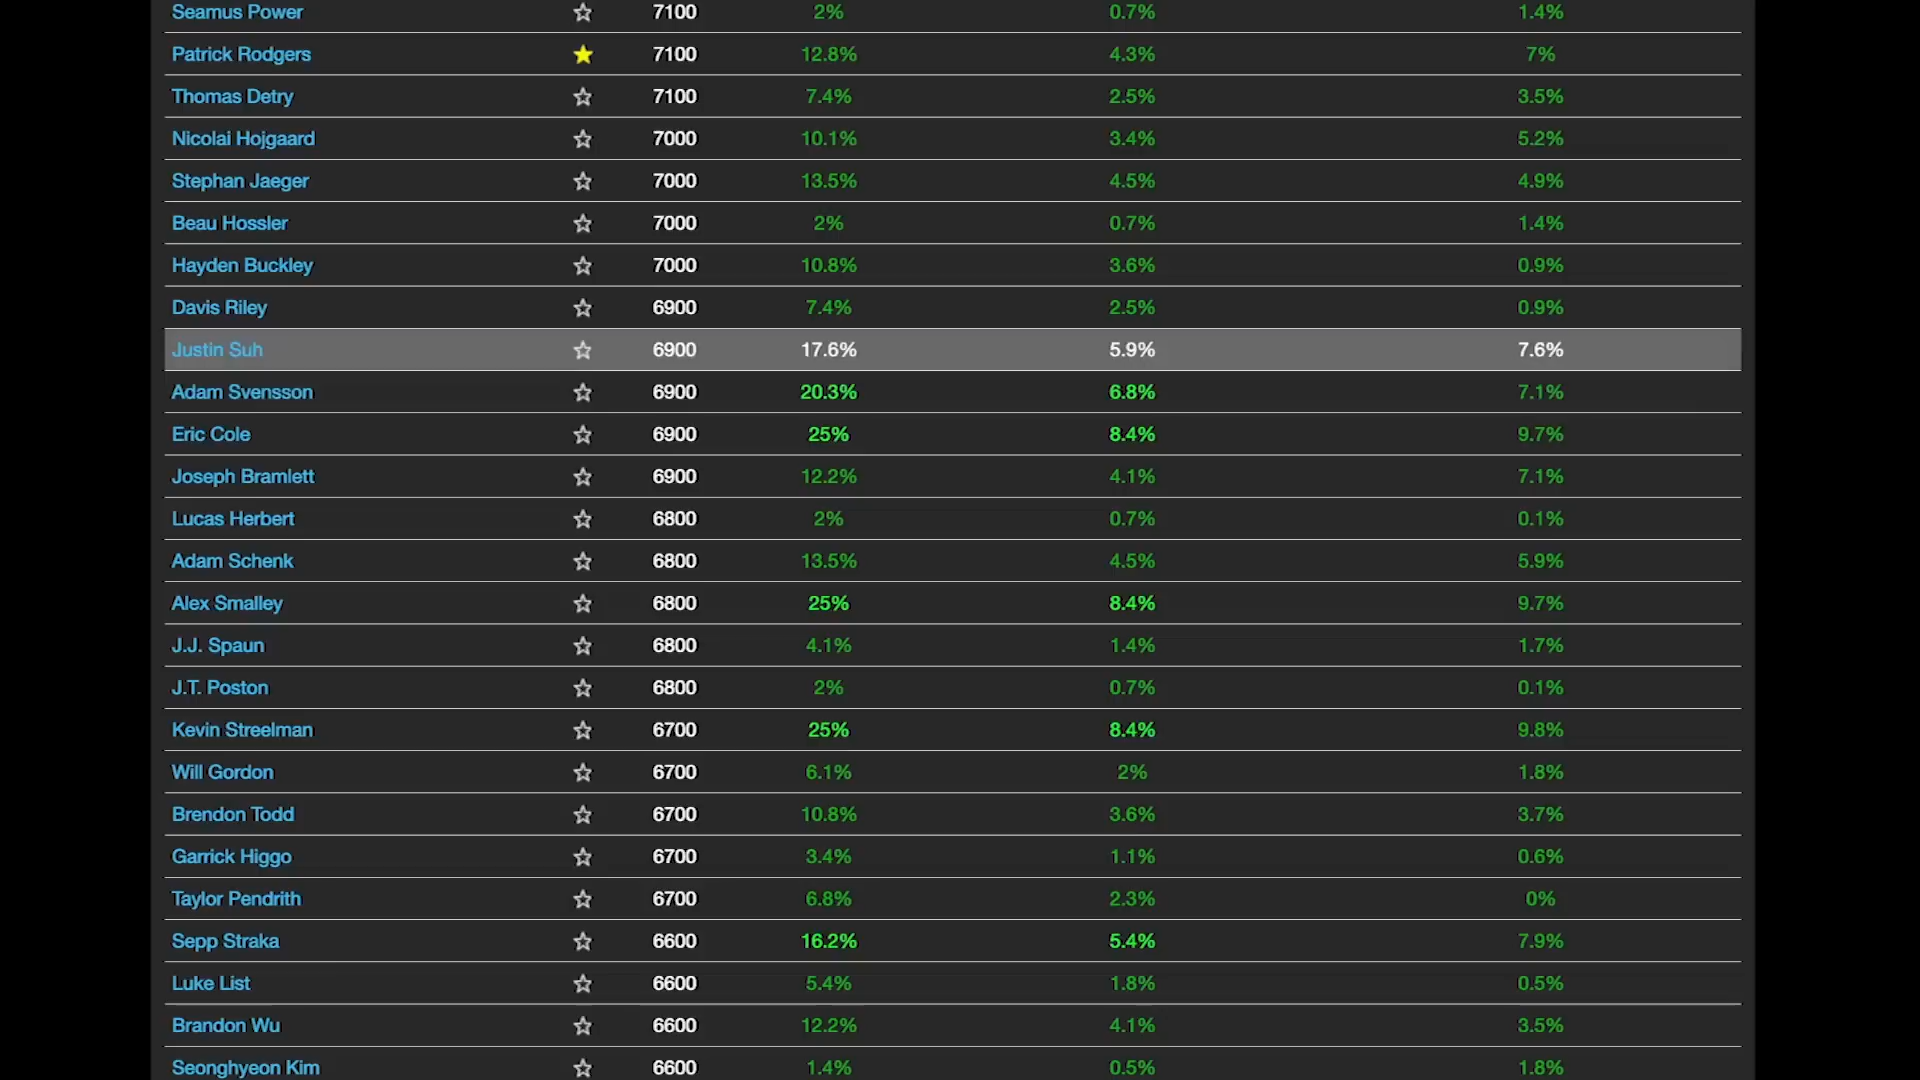 Seamus Power 7100 2% 0.7% 1.4%
Patrick Rodgers 7100 12.8% 4.3% 7%
Thomas Detry 7100 7.4% 2.5% 3.5%
Nicolai Hojgaard 7000 10.1% 3.4% 5.2%
Stephan Jaeger 7000 13.5% 4.5% 4.9%
Beau Hossler 7000 2% 0.7% 1.4%
Hayden Buckley 7000 10.8% 3.6% 0.9%
Davis Riley 6900 7.4% 2.5% 0.9%
Justin Suh 6900 17.6% 5.9% 7.6%
Adam Svensson 6900 20.3% 6.8% 7.1%
Eric Cole 6900 25% 8.4% 9.7%
Joseph Bramlett 6900 12.2% 4.1% 7.1%
Lucas Herbert 6800 2% 0.7% 0.1%
Adam Schenk 6800 13.5% 4.5% 5.9%
Alex Smalley 6800 25% 8.4% 9.7%
J.J. Spaun 6800 4.1% 1.4% 1.7%
J.T. Poston 6800 2% 0.7% 0.1%
Kevin Streelman 6700 25% 8.4% 9.8%
Will Gordon 6700 6.1% 2% 1.8%
Brendon Todd 6700 10.8% 3.6% 3.7%
Garrick Higgo 6700 3.4% 1.1% 0.6%
Taylor Pendrith 6700 6.8% 2.3% 0%
Sepp Straka 6600 16.2% 5.4% 7.9%
Luke List 6600 5.4% 1.8% 0.5%
Brandon Wu 6600 12.2% 4.1% 3.5%
Seonghyeon Kim 6600 1.4% 0.5% 1.8%